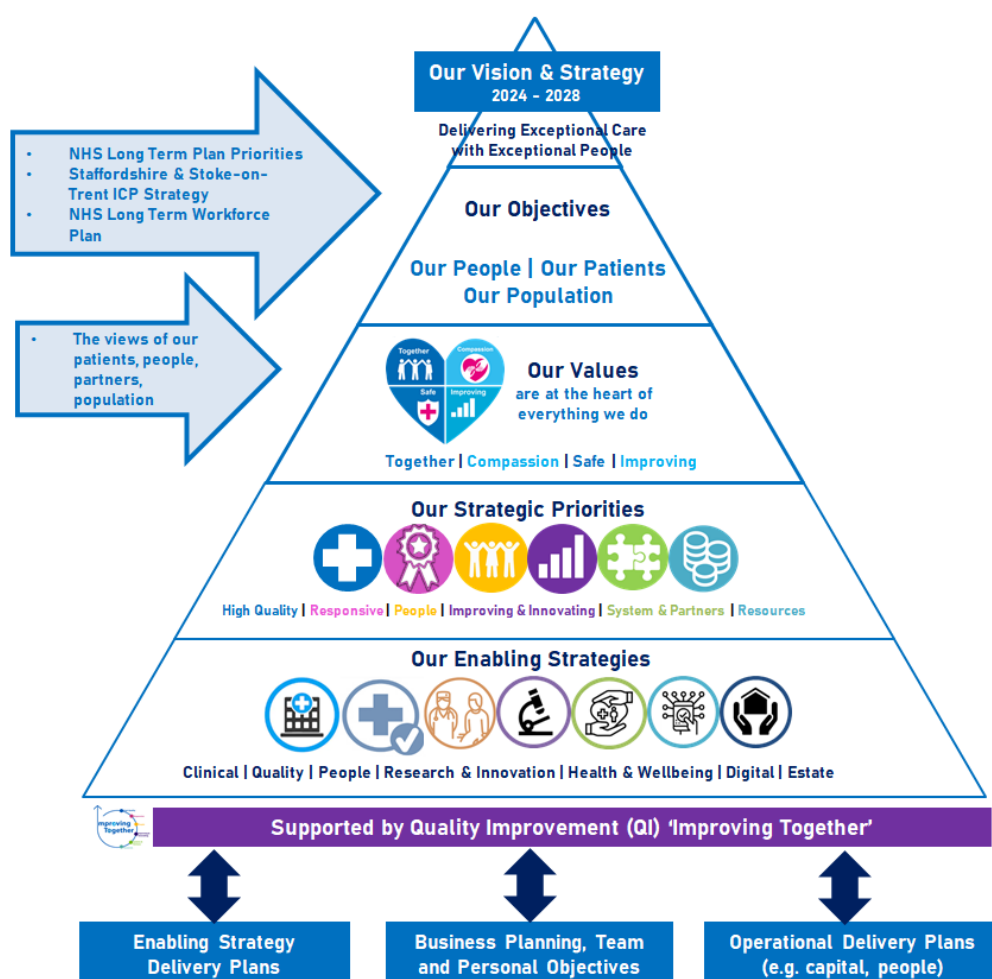 Our Vision & Strategy
2024 - 2028
Delivering Exceptional Care
with Exceptional People
• NHS Long Term Plan Priorities
• Staffordshire & Stoke-on-
Trent ICP Strategy
• NHS Long Term Workforce
Plan
Our Objectives
Our People | Our Patients
Our Population
• The views of our
patients, people,
partners,
population
Together
Compassion
Safe
Improving
Our Values
are at the heart of
everything we do
Together | Compassion | Safe | Improving
Our Strategic Priorities
High Quality | Responsive | People | Improving & Innovating | System & Partners | Resources
Our Enabling Strategies
Clinical | Quality | People | Research & Innovation | Health & Wellbeing | Digital | Estate
Improving
Together
Supported by Quality Improvement (QI) ‘Improving Together’
Enabling Strategy
Delivery Plans
Business Planning, Team
and Personal Objectives
Operational Delivery Plans
(e.g. capital, people)